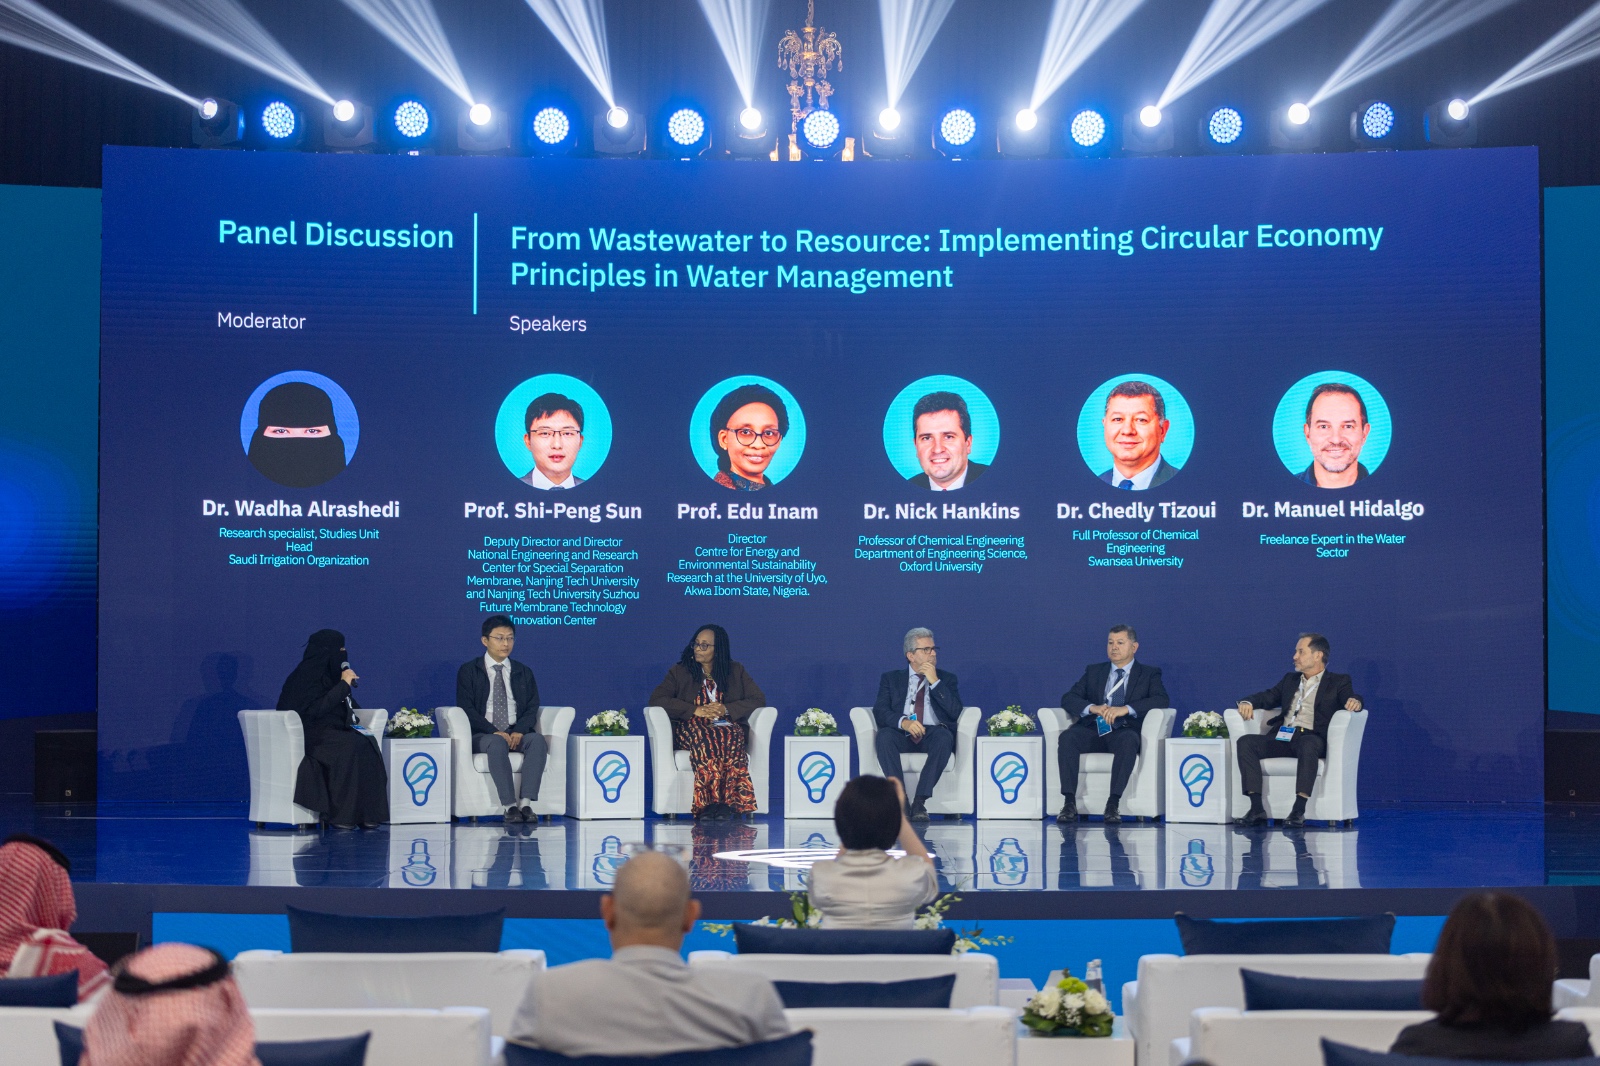 Panel Discussion
From Wastewater to Resource: Implementing Circular Economy
Principles in Water Management
Moderator
Speakers
Dr. Wadha Alrashedi
Research specialist, Studies Unit
Head
Saudi Irrigation Organization
Prof. Shi-Peng Sun
Deputy Director and Director
National Engineering and Research
Center for Special Separation
Membrane, Nanjing Tech University
and Nanjing Tech University Suzhou
Future Membrane Technology
Innovation Center
Prof. Edu Inam
Director
Centre for Energy and
Environmental Sustainability
Research at the University of Uyo,
Akwa Ibom State, Nigeria.
Dr. Nick Hankins
Professor of Chemical Engineering
Department of Engineering Science,
Oxford University
Dr. Chedly Tizoui
Full Professor of Chemical
Engineering
Swansea University
Dr. Manuel Hidalgo
Freelance Expert in the Water
Sector